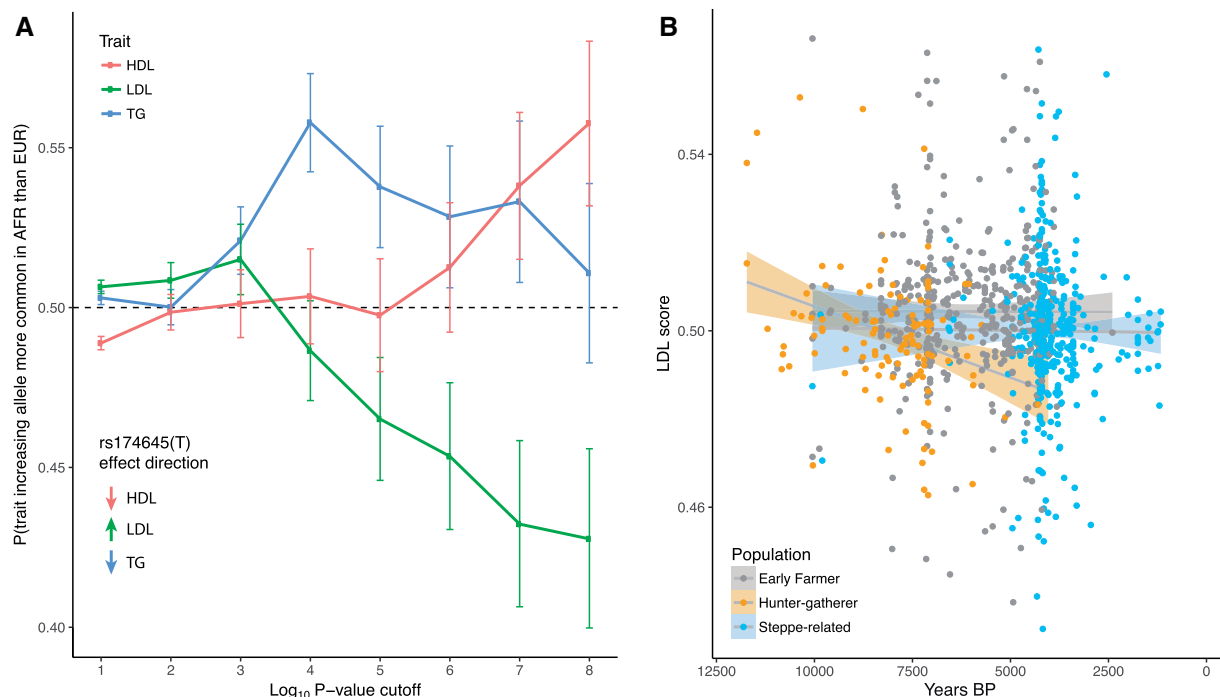 A
Trait
HDL
LDL
TG
P(trait increasing allele more common in AFR than EUR)
0.55
0.50
0.45
0.40
rs174645(T)
effect direction
HDL
LDL
TG
1 2 3 4 5 6 7 8
Log₁₀ P−value cutoff
B
LDL score
0.54
0.50
0.46
Population
Early Farmer
Hunter-gatherer
Steppe-related
12500 10000 7500 5000 2500 0
Years BP